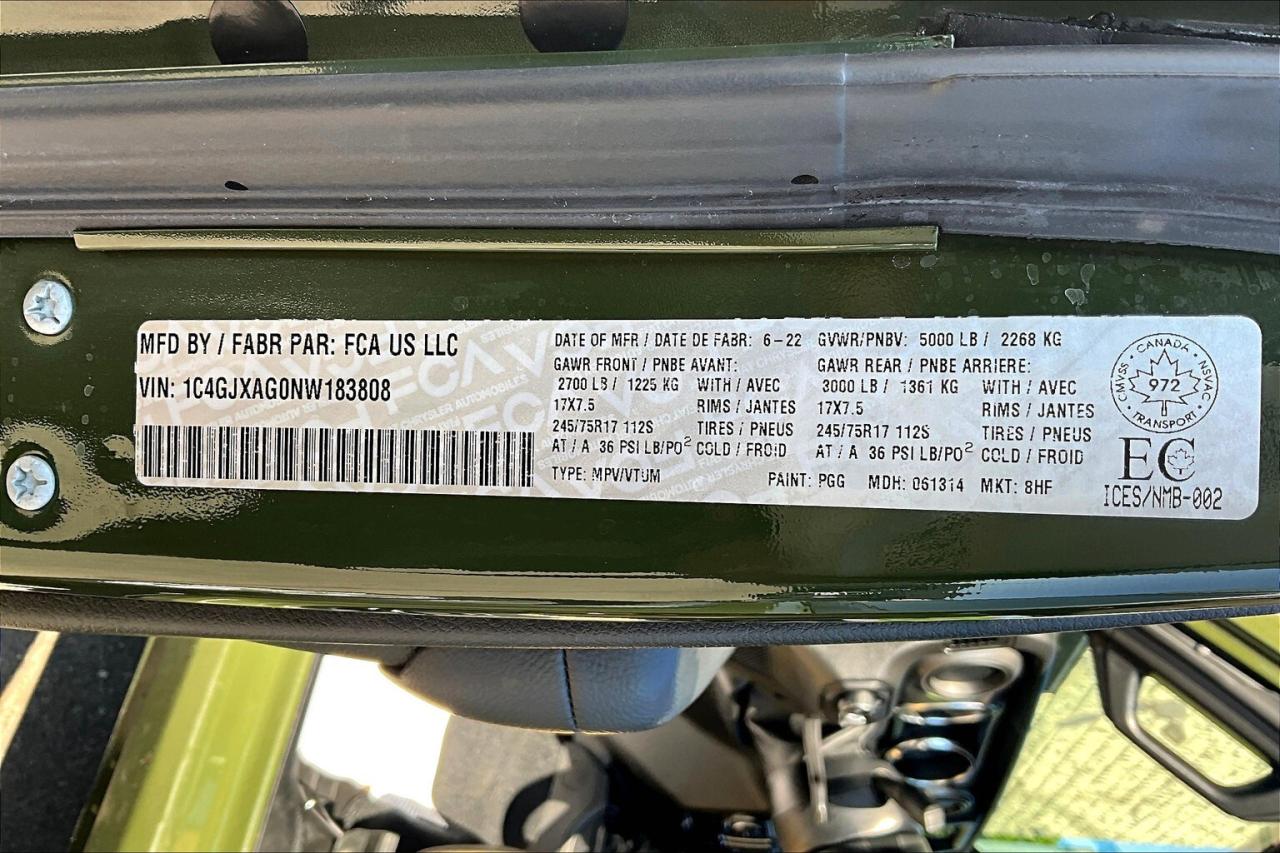 MFD BY / FABR PAR: FCA US LLC
VIN: 1C4GJXAG0NW183808
DATE OF MFR / DATE DE FABR: 6-22 GVWR/PNBV: 5000 LB / 2268 KG
GAWR FRONT / PNBE AVANT: GAWR REAR / PNBE ARRIERE:
2700 LB / 1225 KG WITH / AVEC 3000 LB / 1361 KG WITH / AVEC
17X7.5 RIMS / JANTES 17X7.5 RIMS / JANTES
245/75R17 112S TIRES / PNEUS 245/75R17 112S TIRES / PNEUS
AT / A 36 PSI LB/PO² COLD / FROID AT / A 36 PSI LB/PO² COLD / FROID
TYPE: MPV/VTUM PAINT: PGG MDH: 061314 MKT: 8HF
CANADA
CMVSS 972 NSVAC
TRANSPORT
EC
ICES/NMB-002